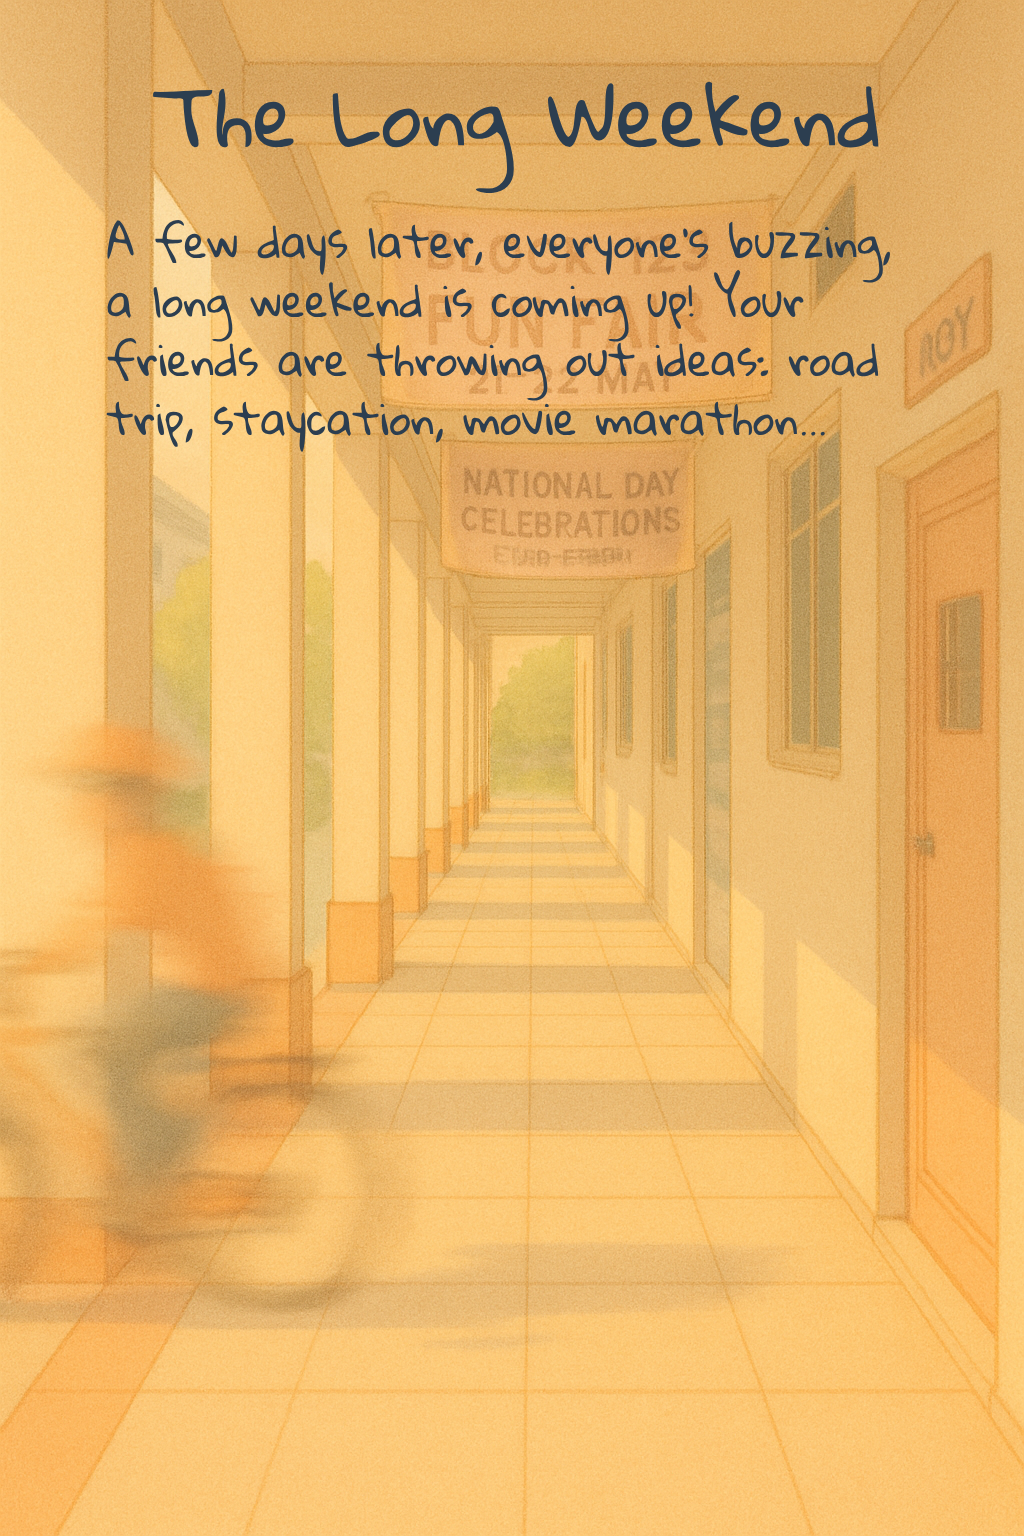 The Long Weekend
A few days later, everyone's buzzing,
a long weekend is coming up! Your
friends are throwing out ideas: road
trip, staycation, movie marathon...
BLOCK 123
FUN FAIR
21-22 MAY
ROY
NATIONAL DAY
CELEBRATIONS